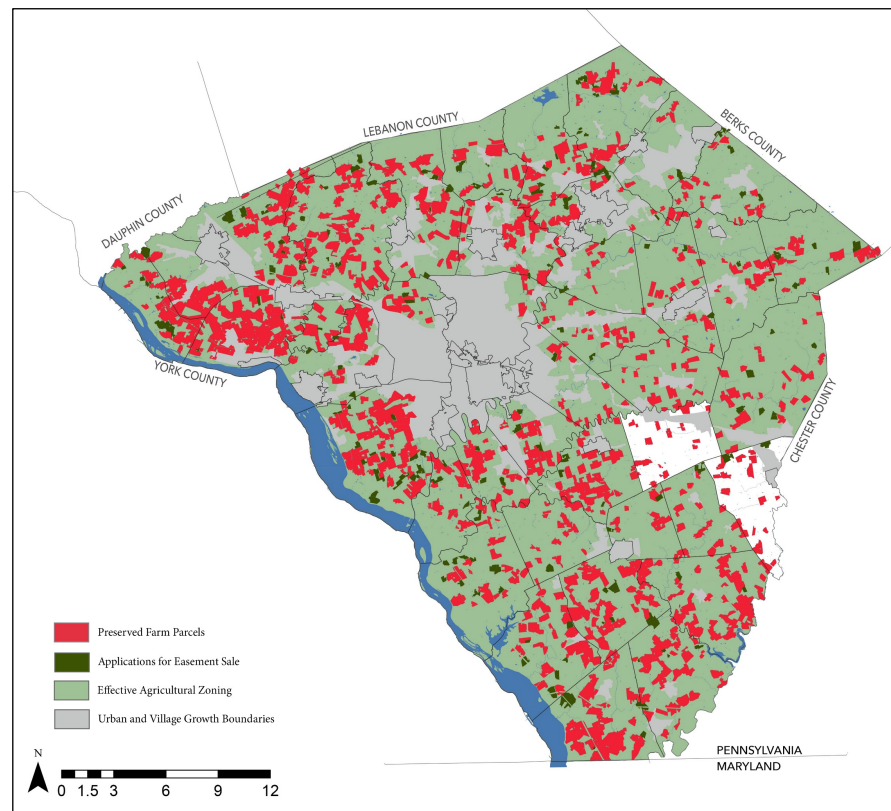 LEBANON COUNTY
BERKS COUNTY
DAUPHIN COUNTY
YORK COUNTY
CHESTER COUNTY
Preserved Farm Parcels
Applications for Easement Sale
Effective Agricultural Zoning
Urban and Village Growth Boundaries
PENNSYLVANIA
MARYLAND
N
0 1.5 3 6 9 12